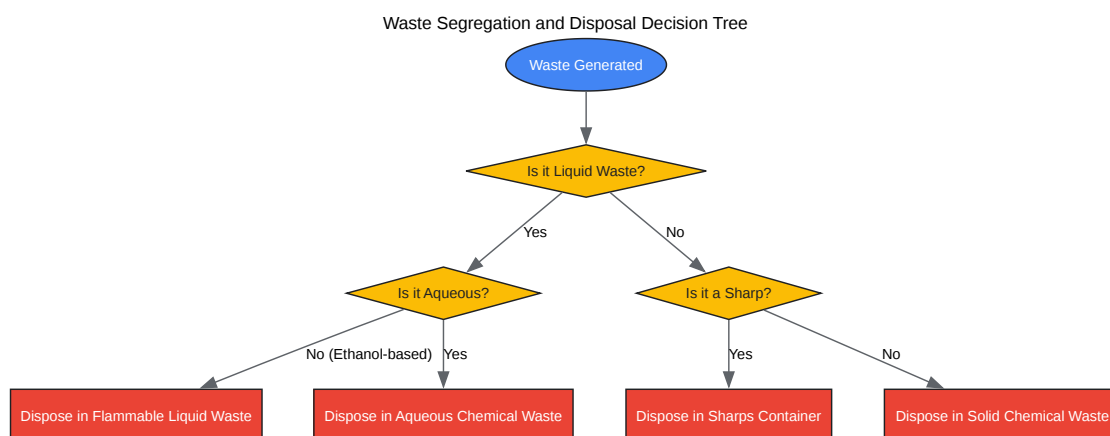 Waste Segregation and Disposal Decision Tree
Waste Generated
Is it Liquid Waste?
Yes
No
Is it Aqueous?
Is it a Sharp?
No (Ethanol-based)
Yes
Yes
No
Dispose in Flammable Liquid Waste
Dispose in Aqueous Chemical Waste
Dispose in Sharps Container
Dispose in Solid Chemical Waste